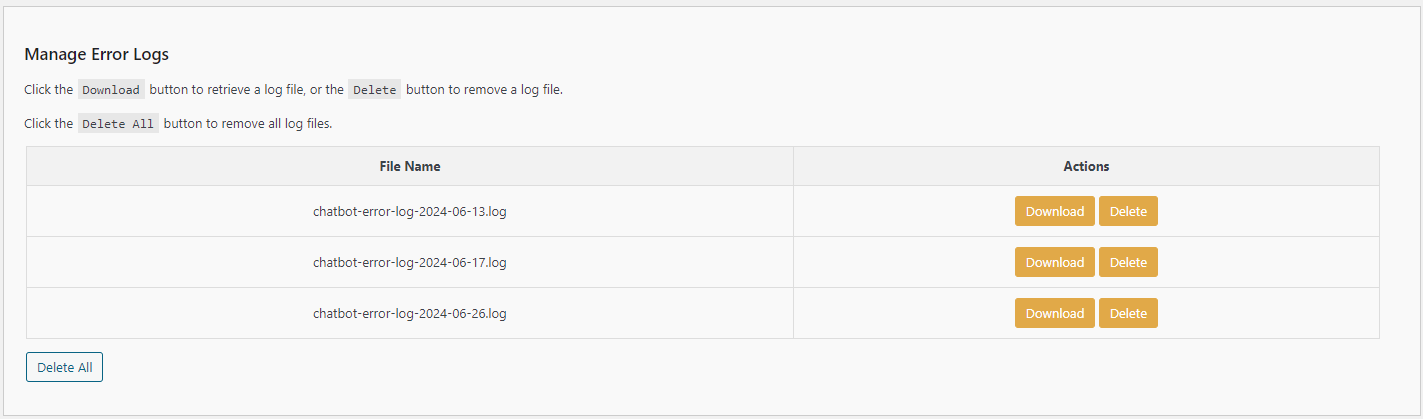 Manage Error Logs
Click the Download button to retrieve a log file, or the Delete button to remove a log file.
Click the Delete All button to remove all log files.
File Name Actions
chatbot-error-log-2024-06-13.log Download Delete
chatbot-error-log-2024-06-17.log Download Delete
chatbot-error-log-2024-06-26.log Download Delete
Delete All